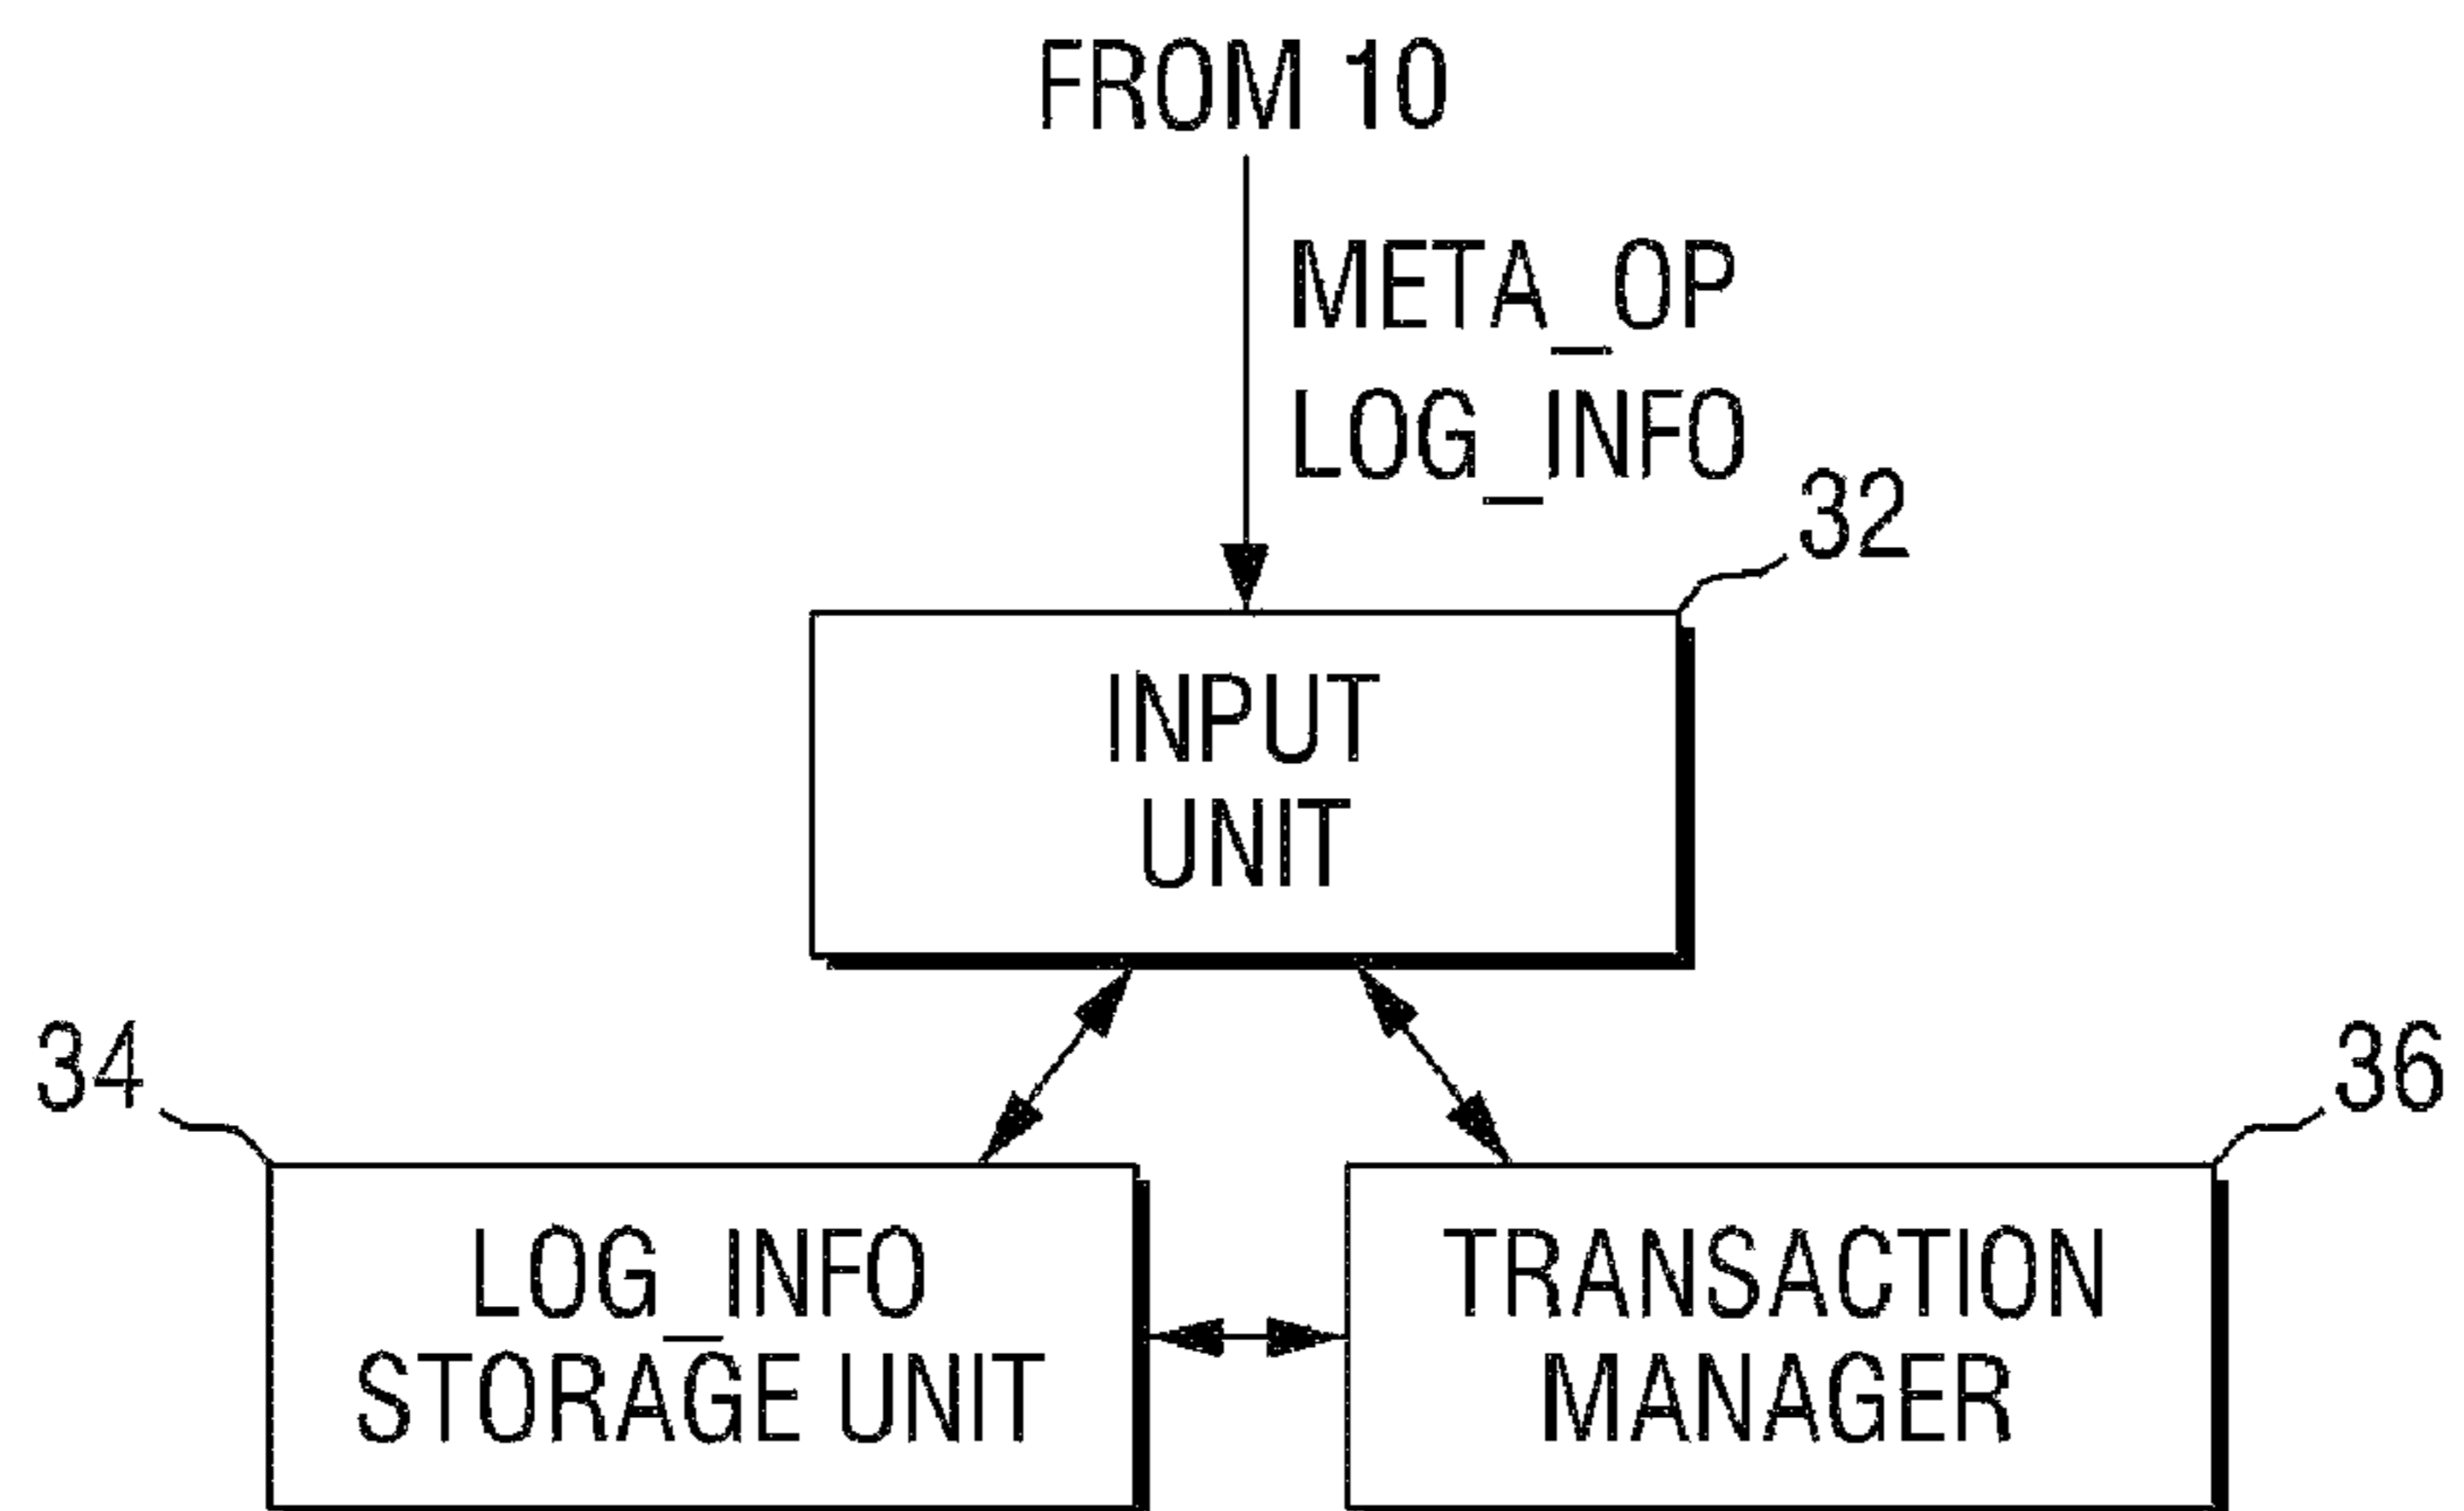 FROM 10
META_OP
LOG_INFO
32
INPUT
UNIT
34
36
LOG_INFO
STORAGE UNIT
TRANSACTION
MANAGER